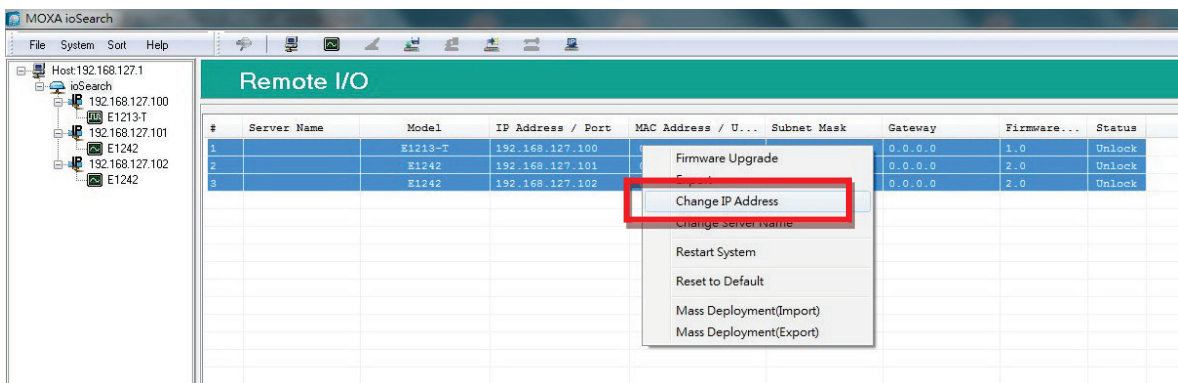 MOXA ioSearch
File System Sort Help
Host:192.168.127.1
ioSearch
192.168.127.100
E1213-T
192.168.127.101
E1242
192.168.127.102
E1242
Remote I/O
# Server Name Model IP Address / Port MAC Address / U... Subnet Mask Gateway Firmware... Status
1 E1213-T 192.168.127.100 0.0.0.0 1.0 Unlock
2 E1242 192.168.127.101 0.0.0.0 2.0 Unlock
3 E1242 192.168.127.102 0.0.0.0 2.0 Unlock
Firmware Upgrade
Export
Change IP Address
Change Server Name
Restart System
Reset to Default
Mass Deployment(Import)
Mass Deployment(Export)